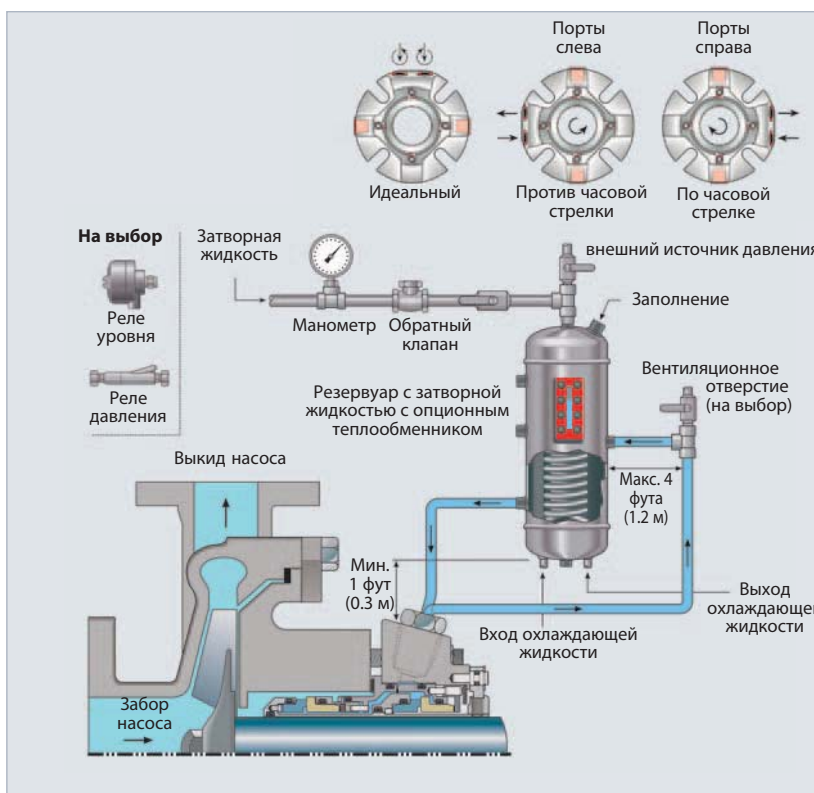 Порты
слева
Порты
справа
Идеальный
Против часовой
стрелки
По часовой
стрелке
На выбор
Реле
уровня
Реле
давления
Затворная
жидкость
Манометр
Обратный
клапан
внешний источник давления
Заполнение
Вентиляционное
отверстие
(на выбор)
Резервуар с затворной
жидкостью с опционным
теплообменником
Макс. 4
фута
(1.2 м)
Выкид насоса
Мин.
1 фут
(0.3 м)
Вход охлаждающей
жидкости
Выход
охлаждающей
жидкости
Забор
насоса